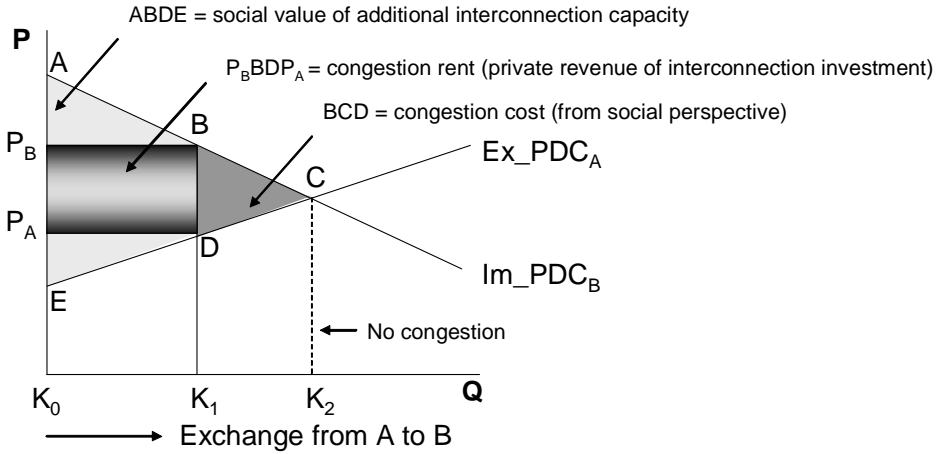 ABDE = social value of additional interconnection capacity
P
A
P_BBDP_A = congestion rent (private revenue of interconnection investment)
BCD = congestion cost (from social perspective)
P_B
B
Ex_PDC_A
C
P_A
D
Im_PDC_B
E
No congestion
K_0
K_1
K_2
Q
Exchange from A to B